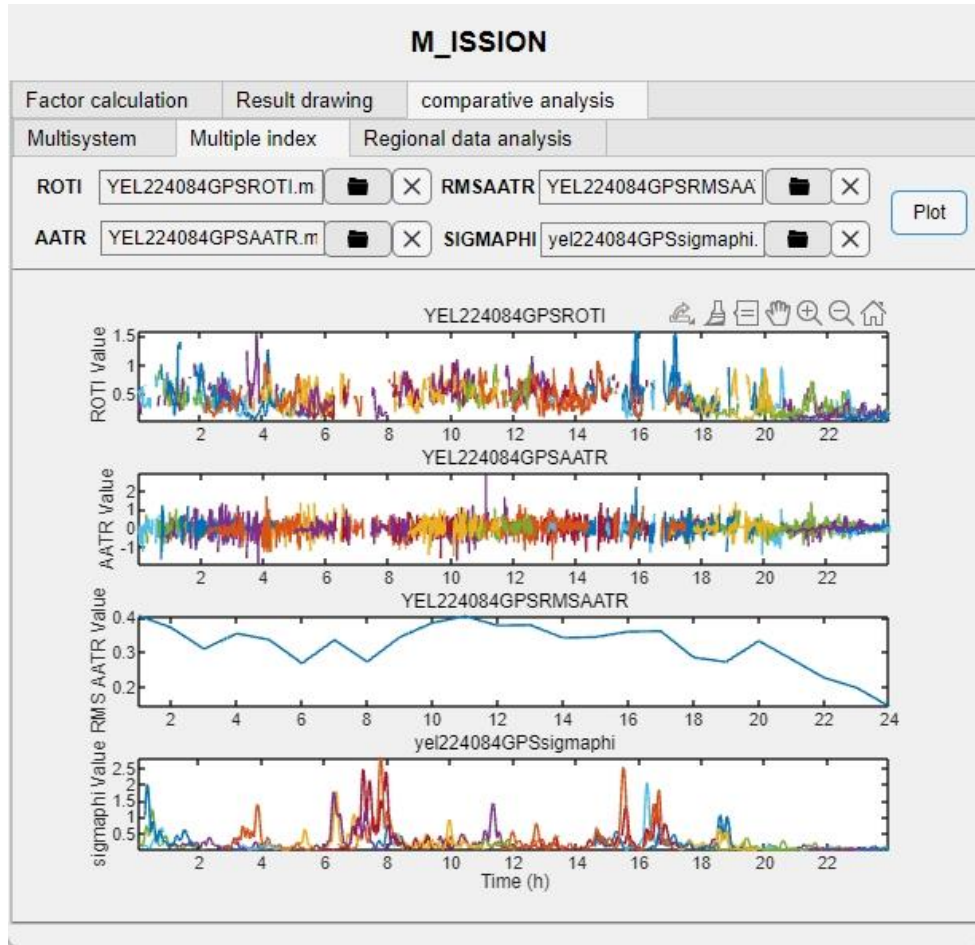 M_ISSION
Factor calculation Result drawing comparative analysis
Multisystem Multiple index Regional data analysis
ROTI YEL224084GPSROTI.m RMSAATR YEL224084GPSRMSAA
Plot
AATR YEL224084GPSAATR.m SIGMAPHI yel224084GPSsigmaphi.
YEL224084GPSROTI
ROTI Value
1.5
1
0.5
2 4 6 8 10 12 14 16 18 20 22
YEL224084GPSAATR
AATR Value
2
1
0
-1
2 4 6 8 10 12 14 16 18 20 22
YEL224084GPSRMSAATR
RMS AATR Value
0.4
0.3
0.2
2 4 6 8 10 12 14 16 18 20 22 24
yel224084GPSsigmaphi
sigmaphi Value
2.5
2
1.5
1
0.5
2 4 6 8 10 12 14 16 18 20 22
Time (h)